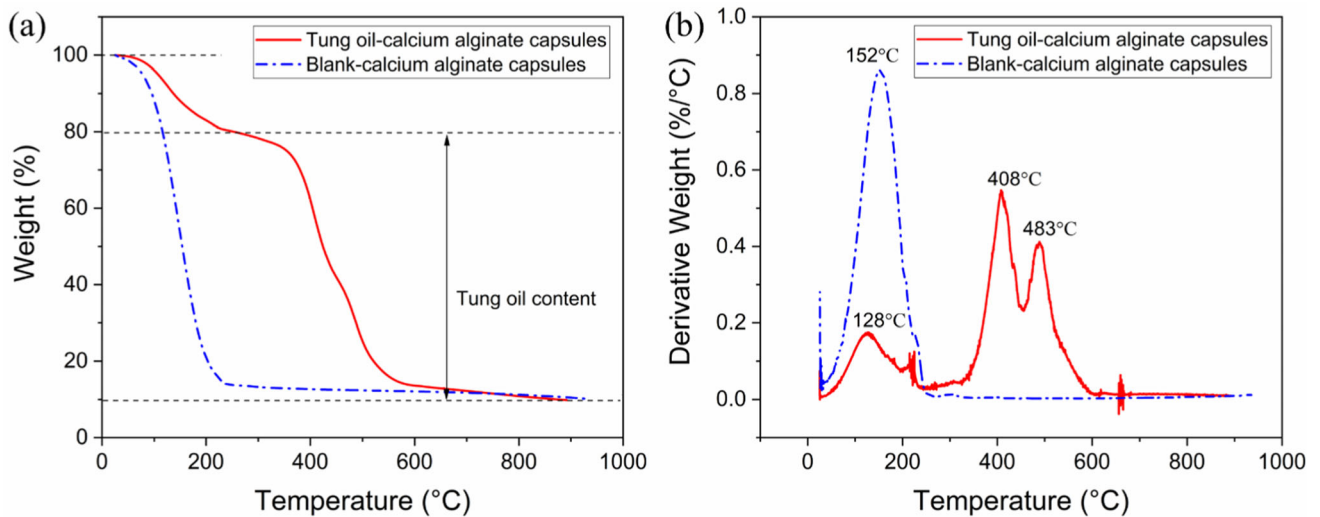 (a)
Tung oil-calcium alginate capsules
Blank-calcium alginate capsules
100
80
60
40
20
0
Weight (%)
Tung oil content
0 200 400 600 800 1000
Temperature (°C)
(b)
Tung oil-calcium alginate capsules
Blank-calcium alginate capsules
1.0
0.8
0.6
0.4
0.2
0.0
Derivative Weight (%/°C)
152°C
408°C
483°C
128°C
0 200 400 600 800 1000
Temperature (°C)